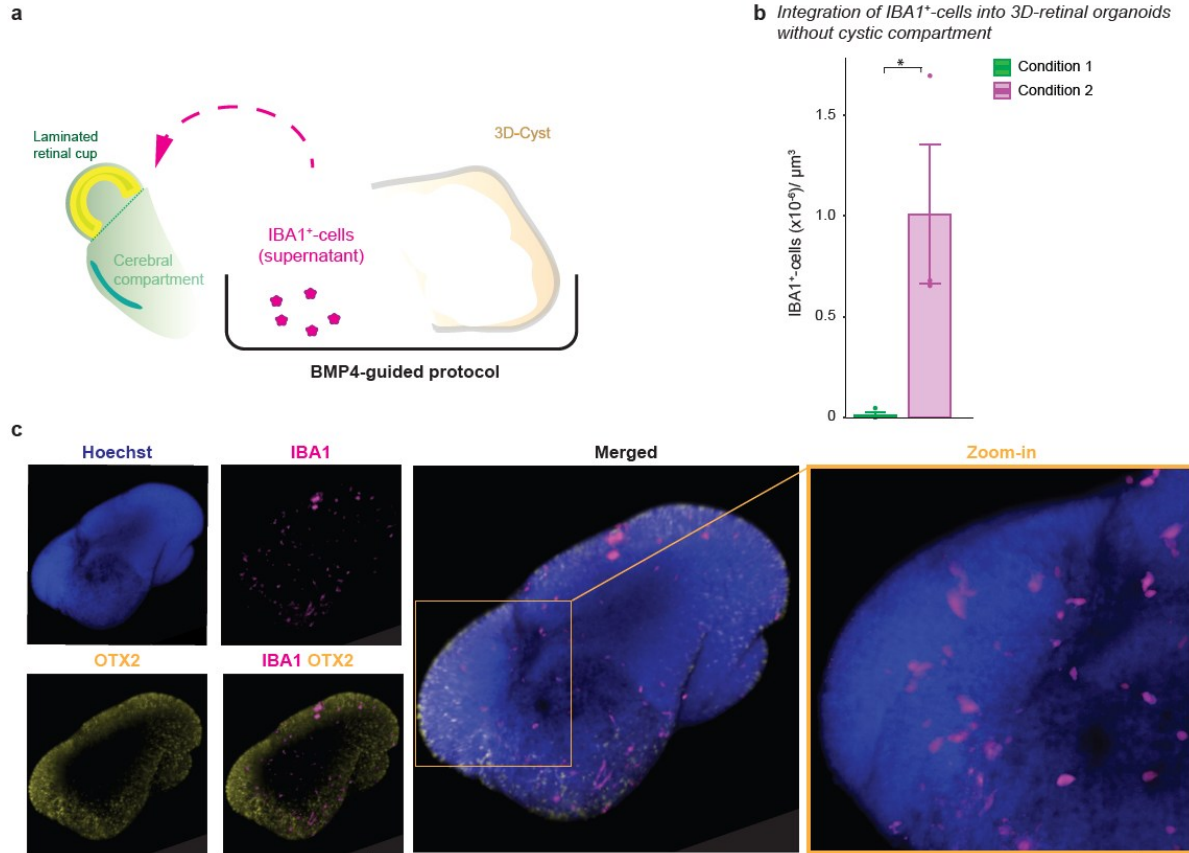 a
Laminated
retinal cup
Cerebral
compartment
IBA1⁺-cells
(supernatant)
3D-Cyst
BMP4-guided protocol
b Integration of IBA1⁺-cells into 3D-retinal organoids
without cystic compartment
*
Condition 1
Condition 2
IBA1⁺-cells (x10⁻⁶)/ µm³
1.5
1.0
0.5
0
c
Hoechst
IBA1
Merged
Zoom-in
OTX2
IBA1 OTX2